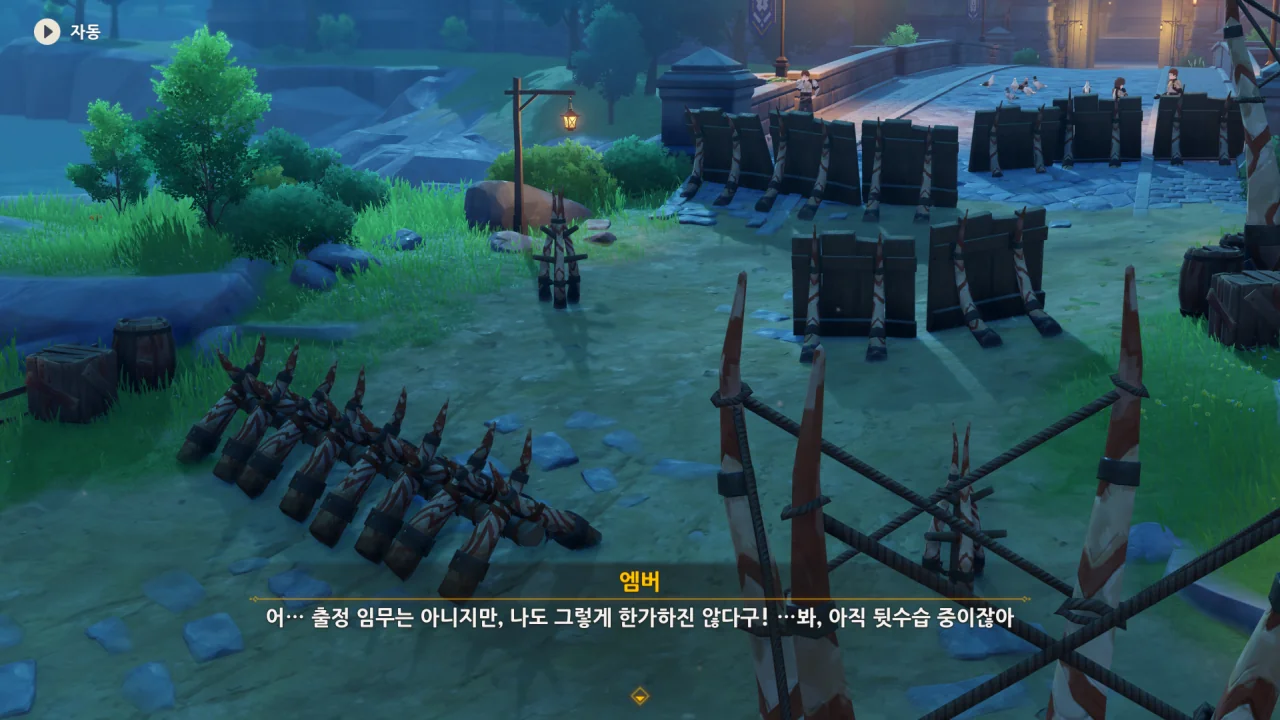 자동
엠버
어… 출정 임무는 아니지만, 나도 그렇게 한가하진 않다구! …봐, 아직 뒷수습 중이잖아